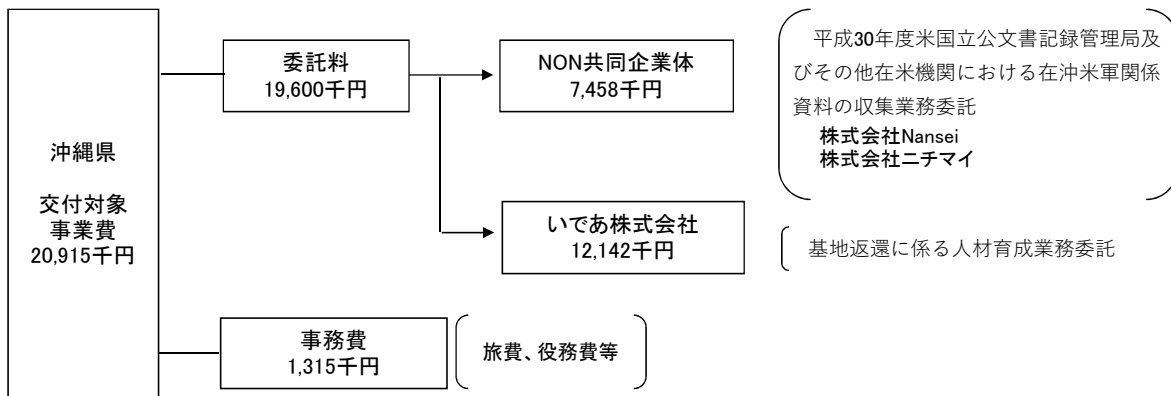 沖縄県
交付対象
事業費
20,915千円
委託料
19,600千円
NON共同企業体
7,458千円
平成30年度米国立公文書記録管理局及
びその他在米機関における在沖米軍関係
資料の収集業務委託
株式会社Nansei
株式会社ニチマイ
いであ株式会社
12,142千円
基地返還に係る人材育成業務委託
事務費
1,315千円
旅費、役務費等